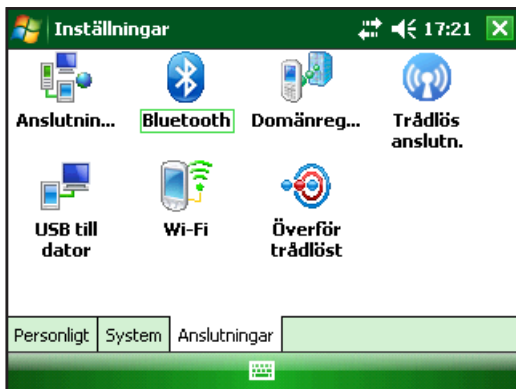 Inställningar 17:21
Anslutnin... Bluetooth Domänreg... Trådlös
anslutn.
USB till Wi-Fi Överför
dator trådlöst
Personligt System Anslutningar